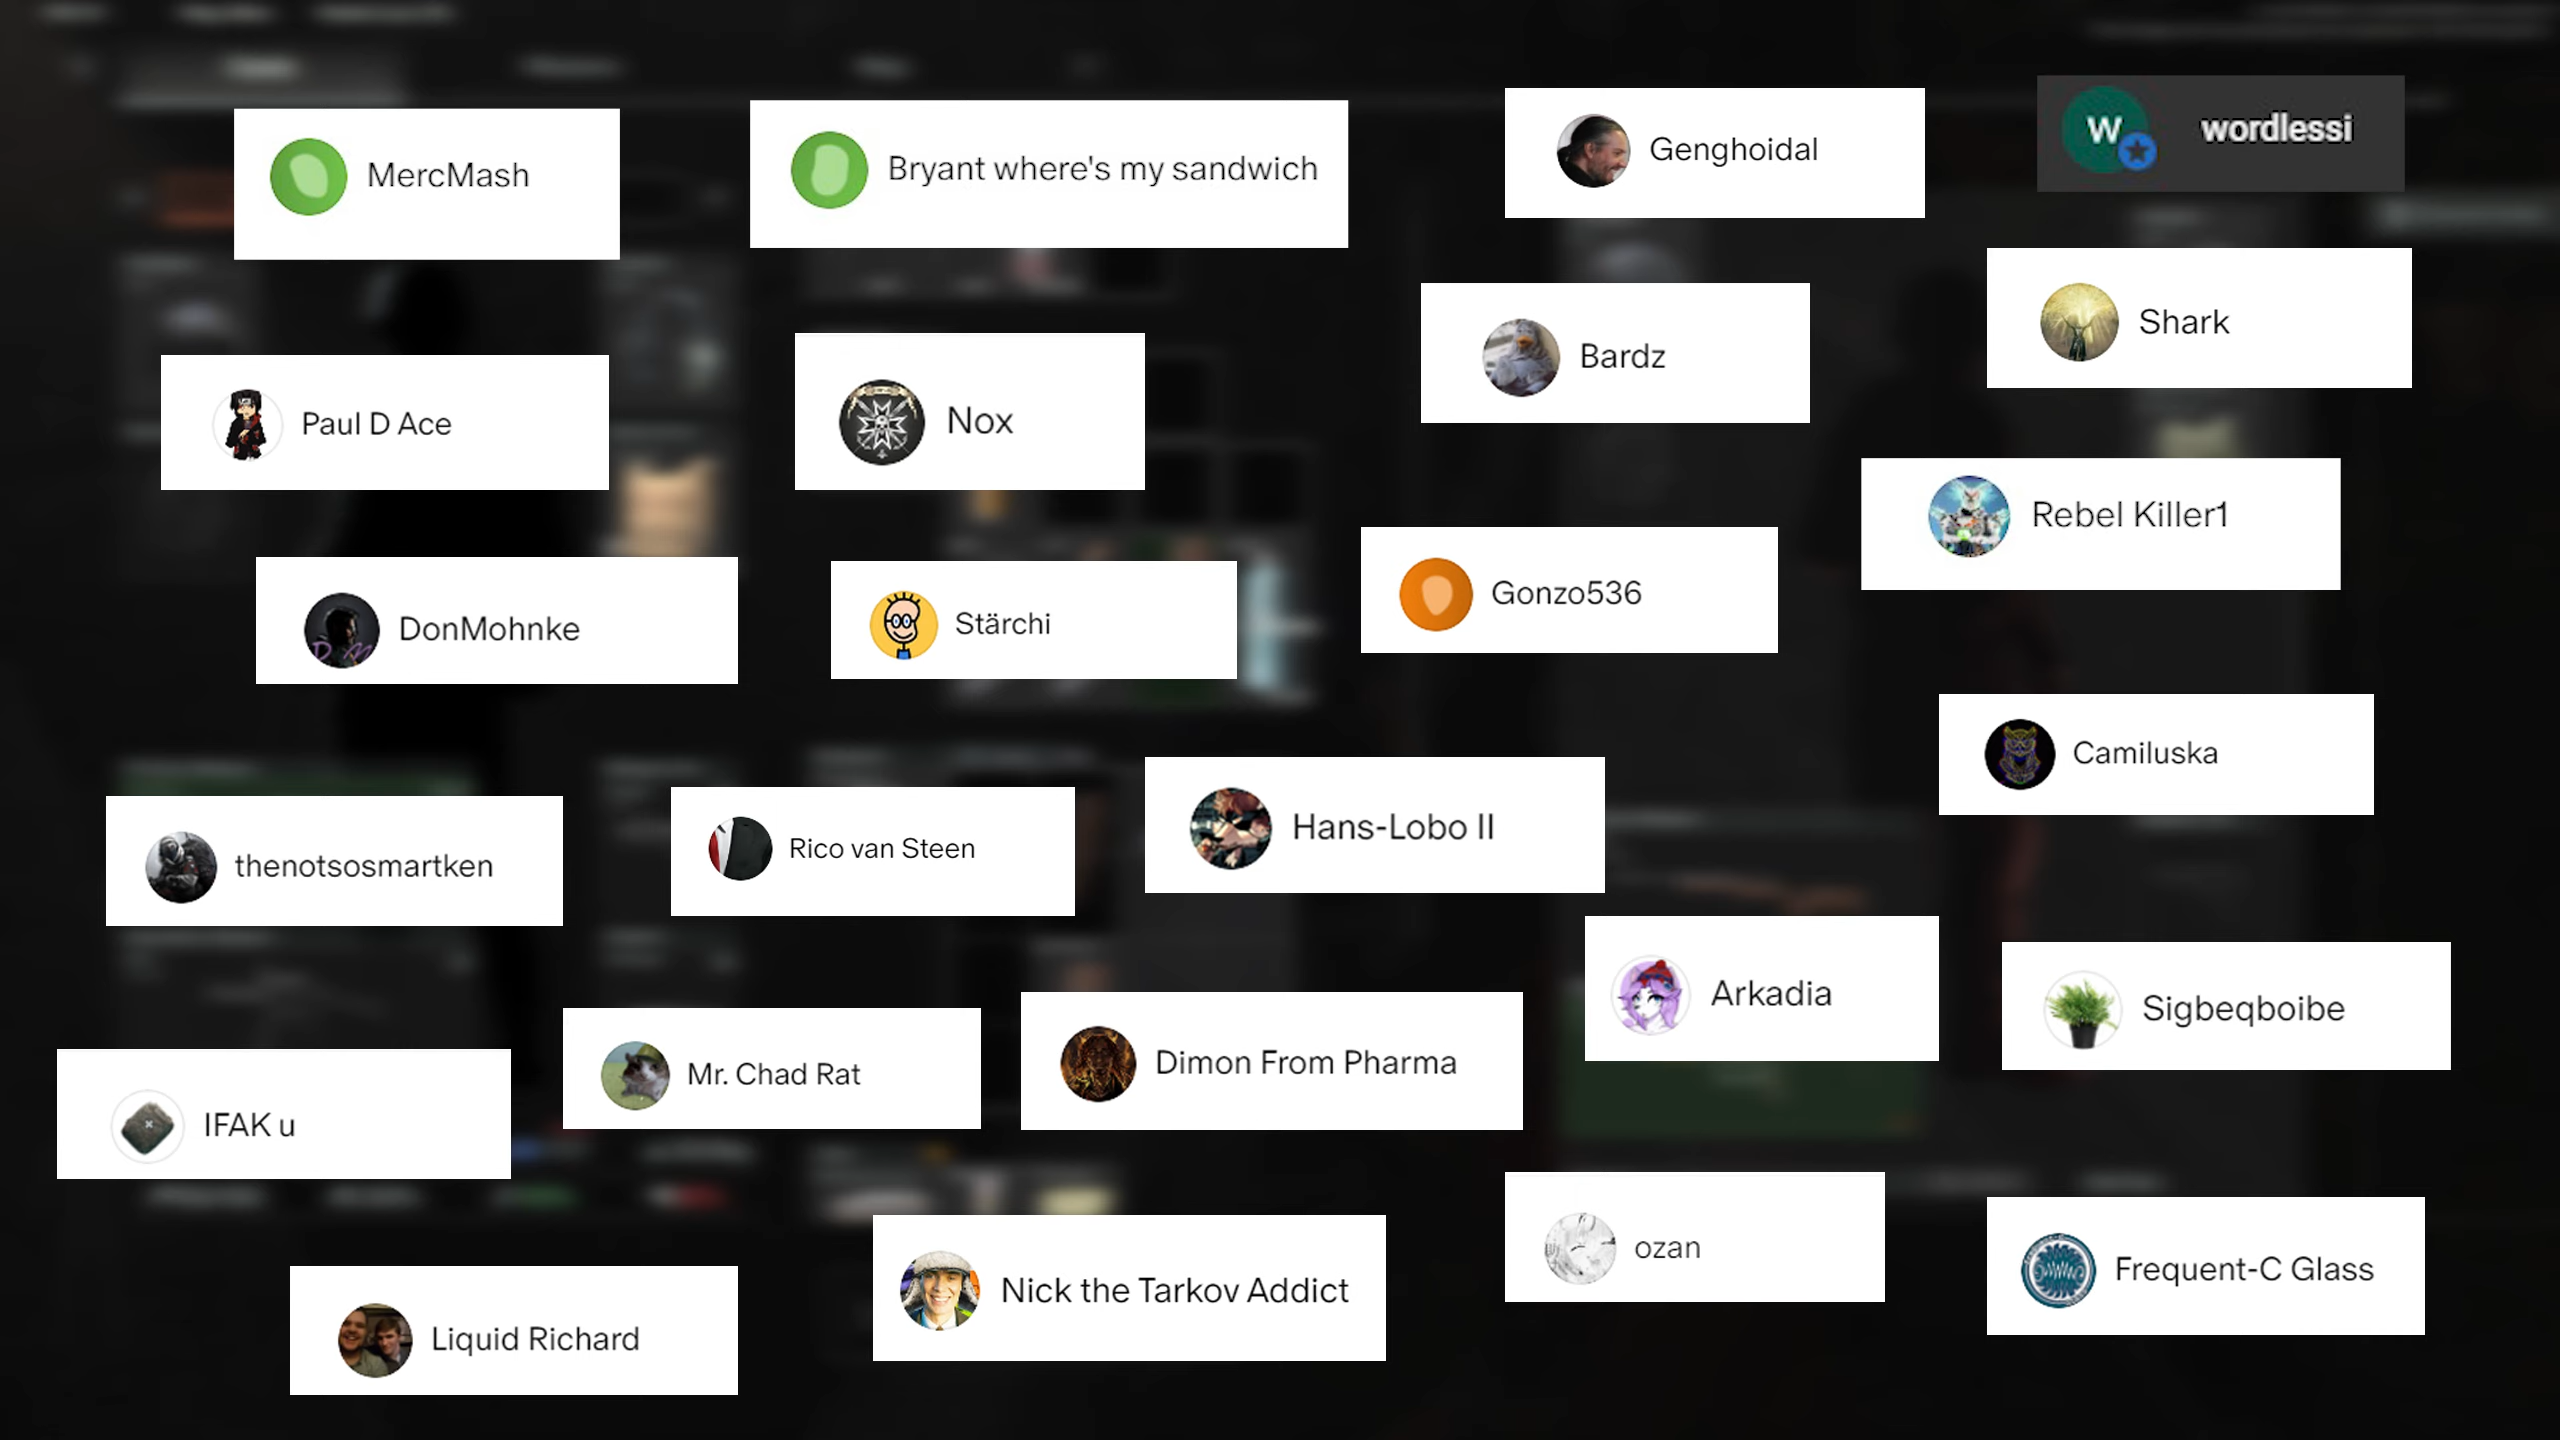 MercMash
Bryant where's my sandwich
Genghoidal
W wordlessi
Bardz
Shark
Paul D Ace
Nox
Rebel Killer1
DonMohnke
Stärchi
Gonzo536
Camiluska
thenotsosmartken
Rico van Steen
Hans-Lobo II
Arkadia
Sigbeqboibe
IFAK u
Mr. Chad Rat
Dimon From Pharma
ozan
Frequent-C Glass
Liquid Richard
Nick the Tarkov Addict